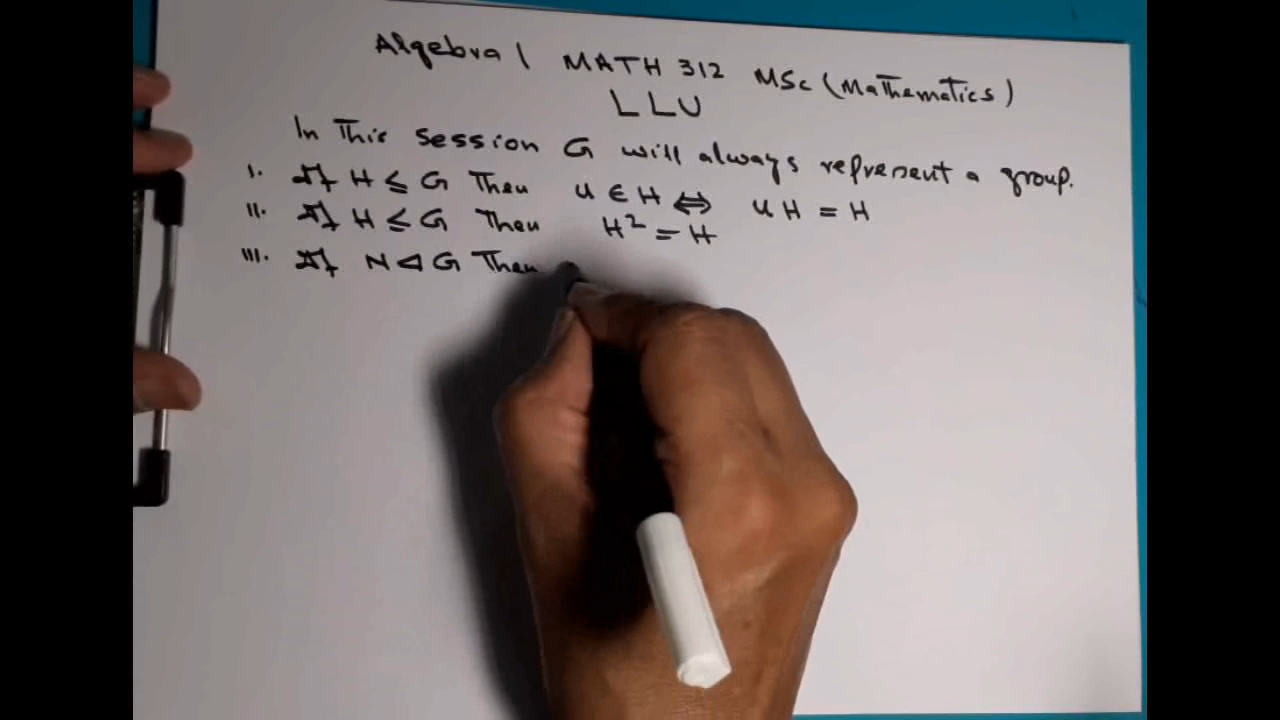 Algebra 1 MATH 312 MSc (Mathematics)
LLU
In This session G will always represent a group.
I. If H ≤ G Then u ∈ H ⇔ uH = H
II. If H ≤ G Then H² = H
III. If N ⊲ G Then